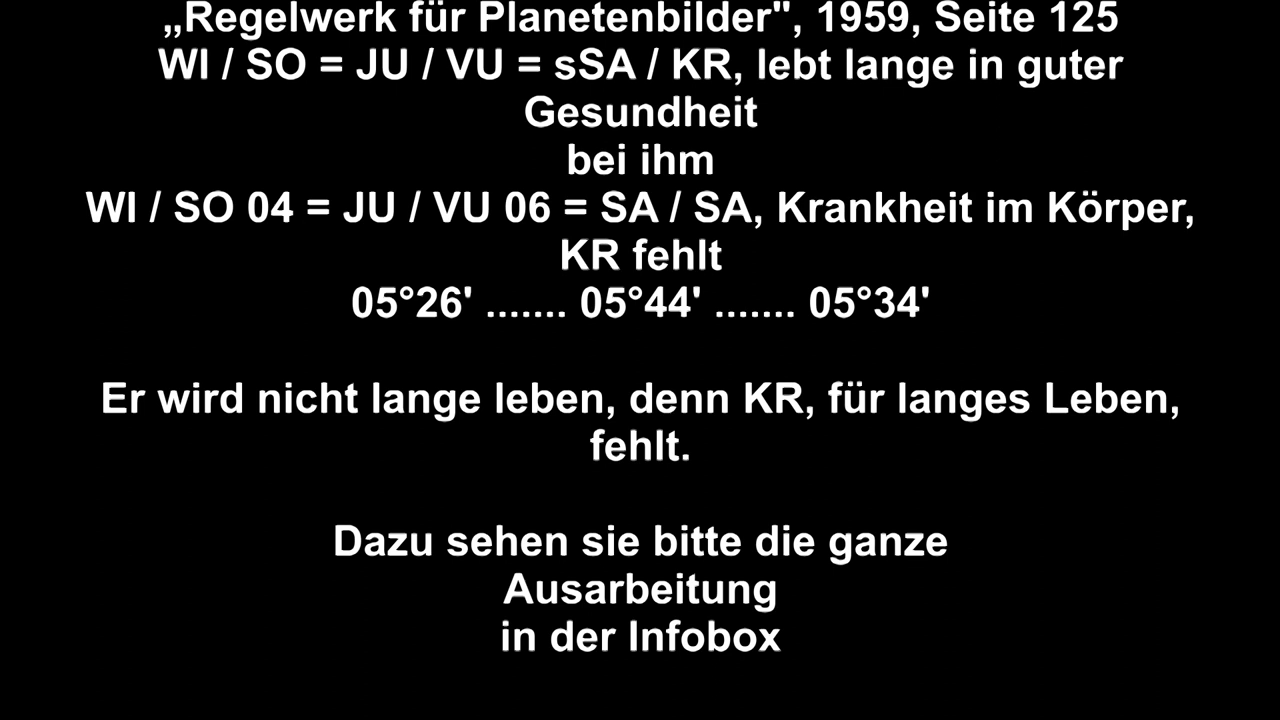 „Regelwerk für Planetenbilder", 1959, Seite 125
WI / SO = JU / VU = sSA / KR, lebt lange in guter
Gesundheit
bei ihm
WI / SO 04 = JU / VU 06 = SA / SA, Krankheit im Körper,
KR fehlt
05°26' ....... 05°44' ....... 05°34'
Er wird nicht lange leben, denn KR, für langes Leben,
fehlt.
Dazu sehen sie bitte die ganze
Ausarbeitung
in der Infobox